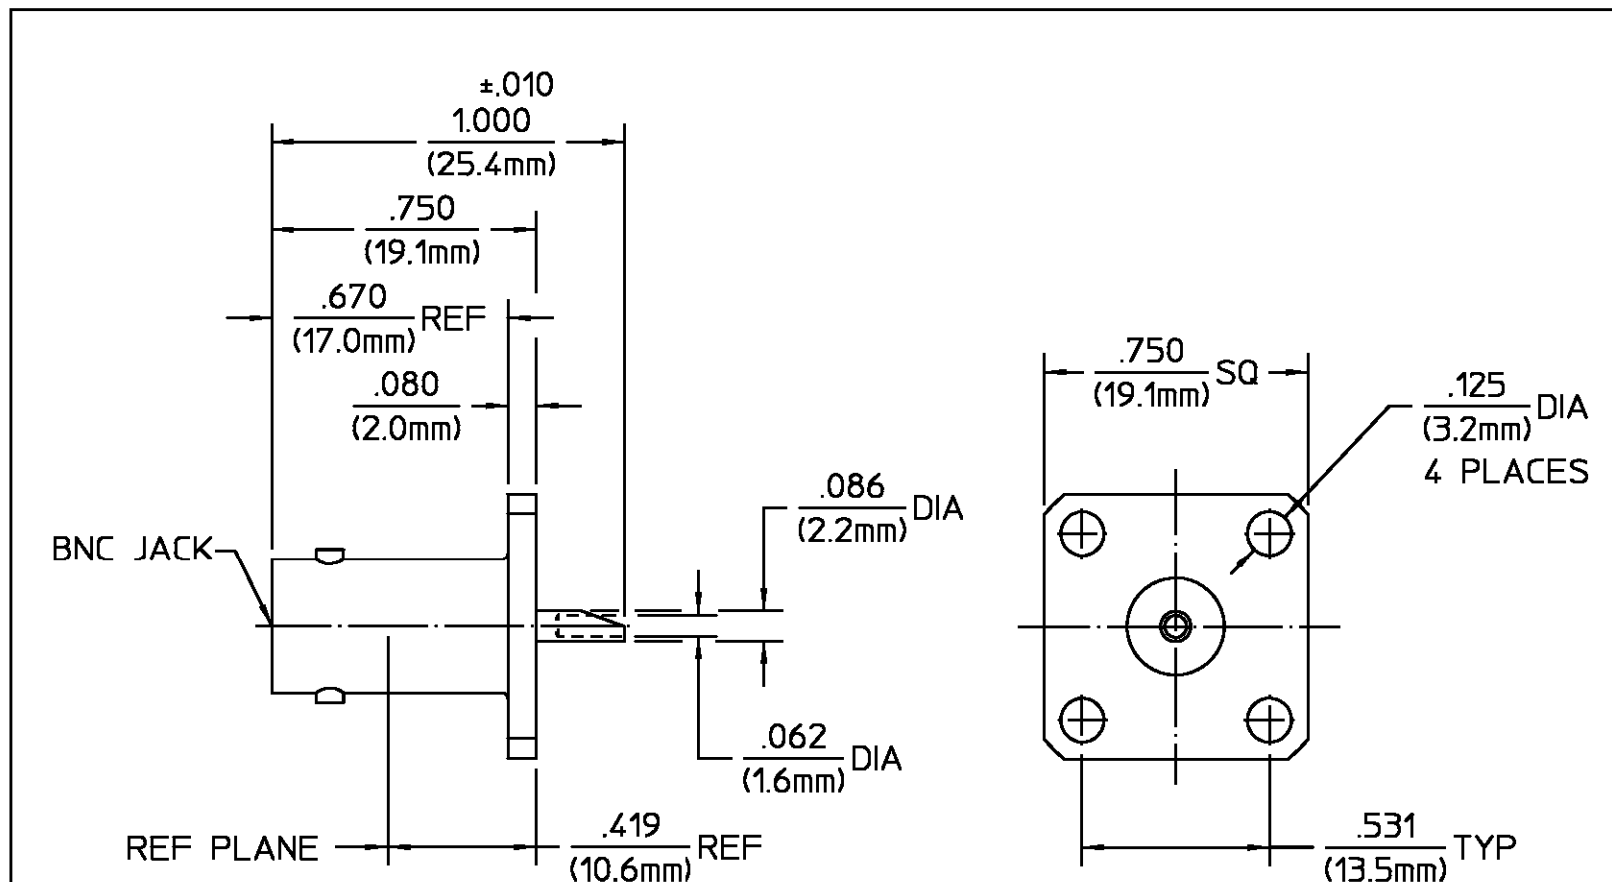 ±.010
1.000
(25.4mm)
.750
(19.1mm)
.670
(17.0mm) REF
.080
(2.0mm)
BNC JACK
.086
(2.2mm) DIA
.062
(1.6mm) DIA
REF PLANE
.419
(10.6mm) REF
.750
(19.1mm) SQ
.125
(3.2mm) DIA
4 PLACES
.531
(13.5mm) TYP